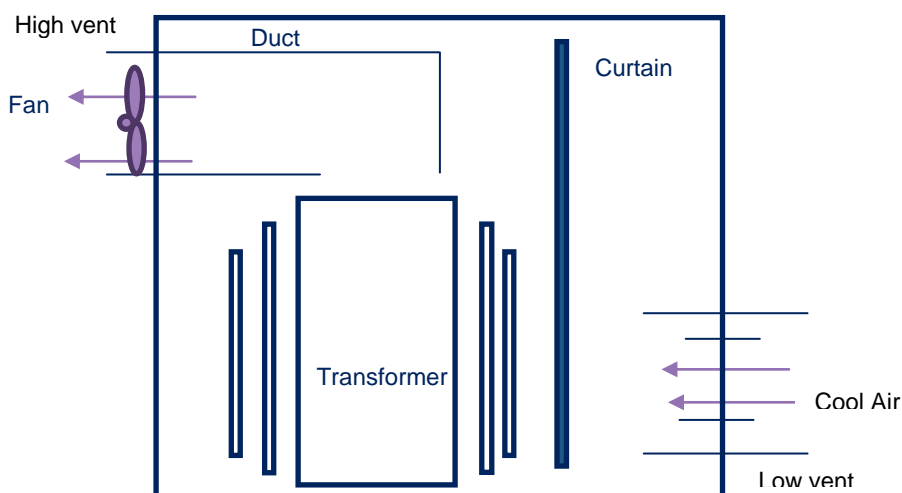 High vent
Duct
Curtain
Fan
Transformer
Cool Air
Low vent